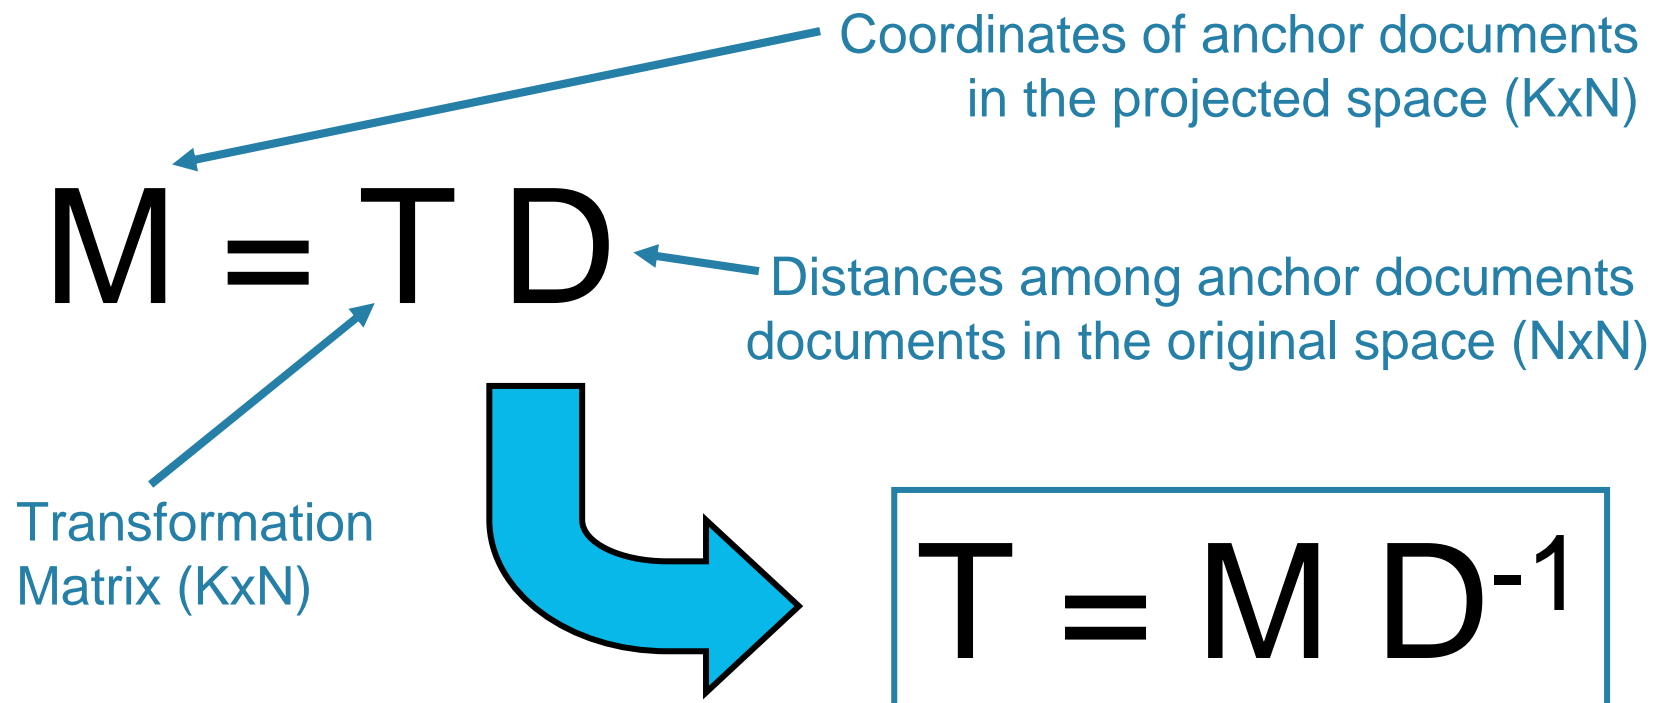 Coordinates of anchor documents
in the projected space (KxN)
M = T D
Distances among anchor documents
documents in the original space (NxN)
Transformation
Matrix (KxN)
T = M D-1